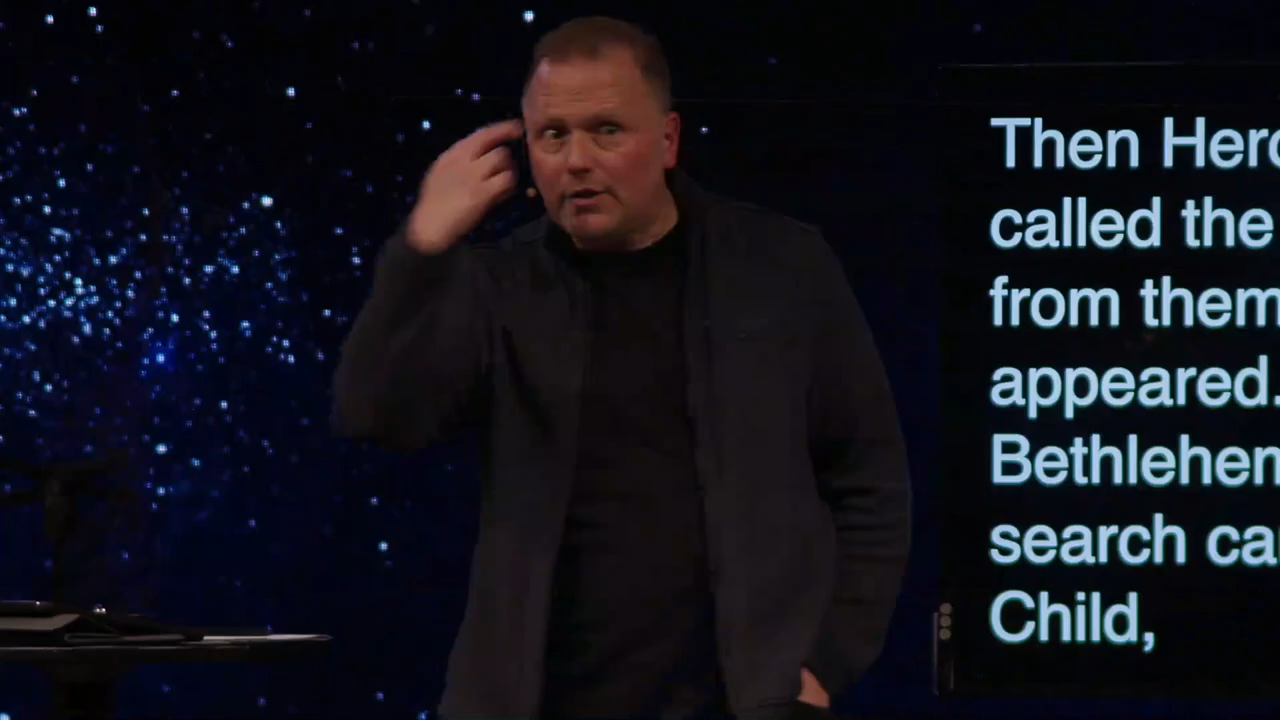 Then Hero
called the
from them
appeared.
Bethlehem
search ca
Child,